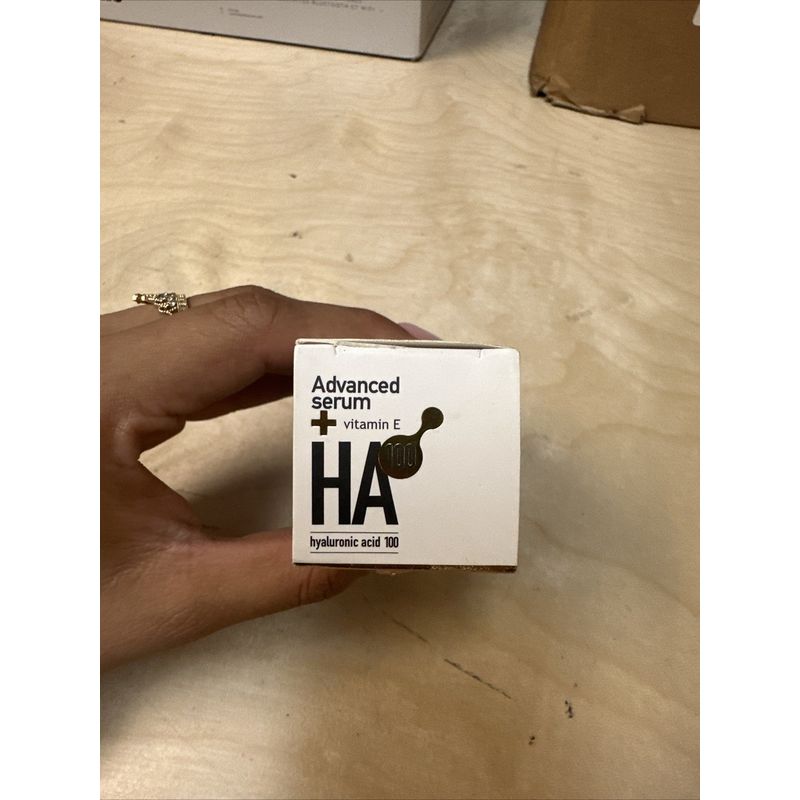 Advanced
serum
+ vitamin E
HA
100
hyaluronic acid 100